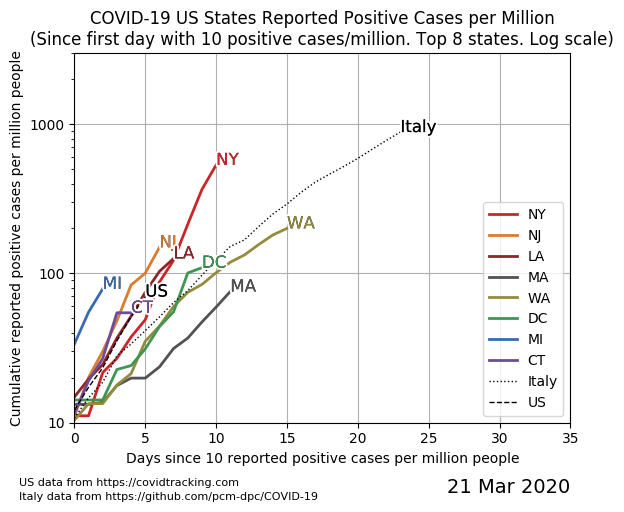 COVID-19 US States Reported Positive Cases per Million
(Since first day with 10 positive cases/million. Top 8 states. Log scale)
Cumulative reported positive cases per million people
1000
100
10
Italy
NY
WA
NJ
LA
DC
MI
US
MA
CT
NY
NJ
LA
MA
WA
DC
MI
CT
Italy
US
0 5 10 15 20 25 30 35
Days since 10 reported positive cases per million people
US data from https://covidtracking.com
Italy data from https://github.com/pcm-dpc/COVID-19
21 Mar 2020